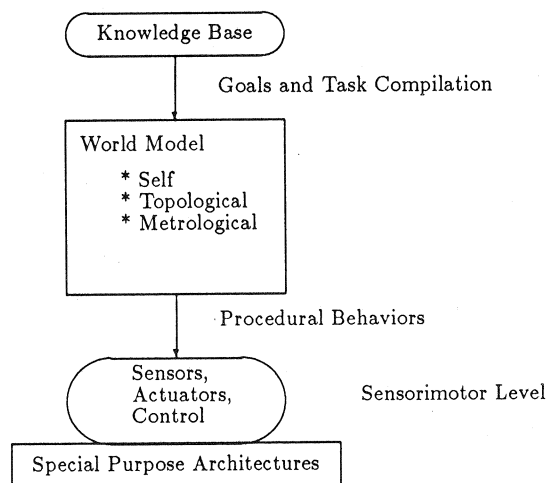 Knowledge Base
Goals and Task Compilation
World Model
* Self
* Topological
* Metrological
Procedural Behaviors
Sensors,
Actuators,
Control
Sensorimotor Level
Special Purpose Architectures